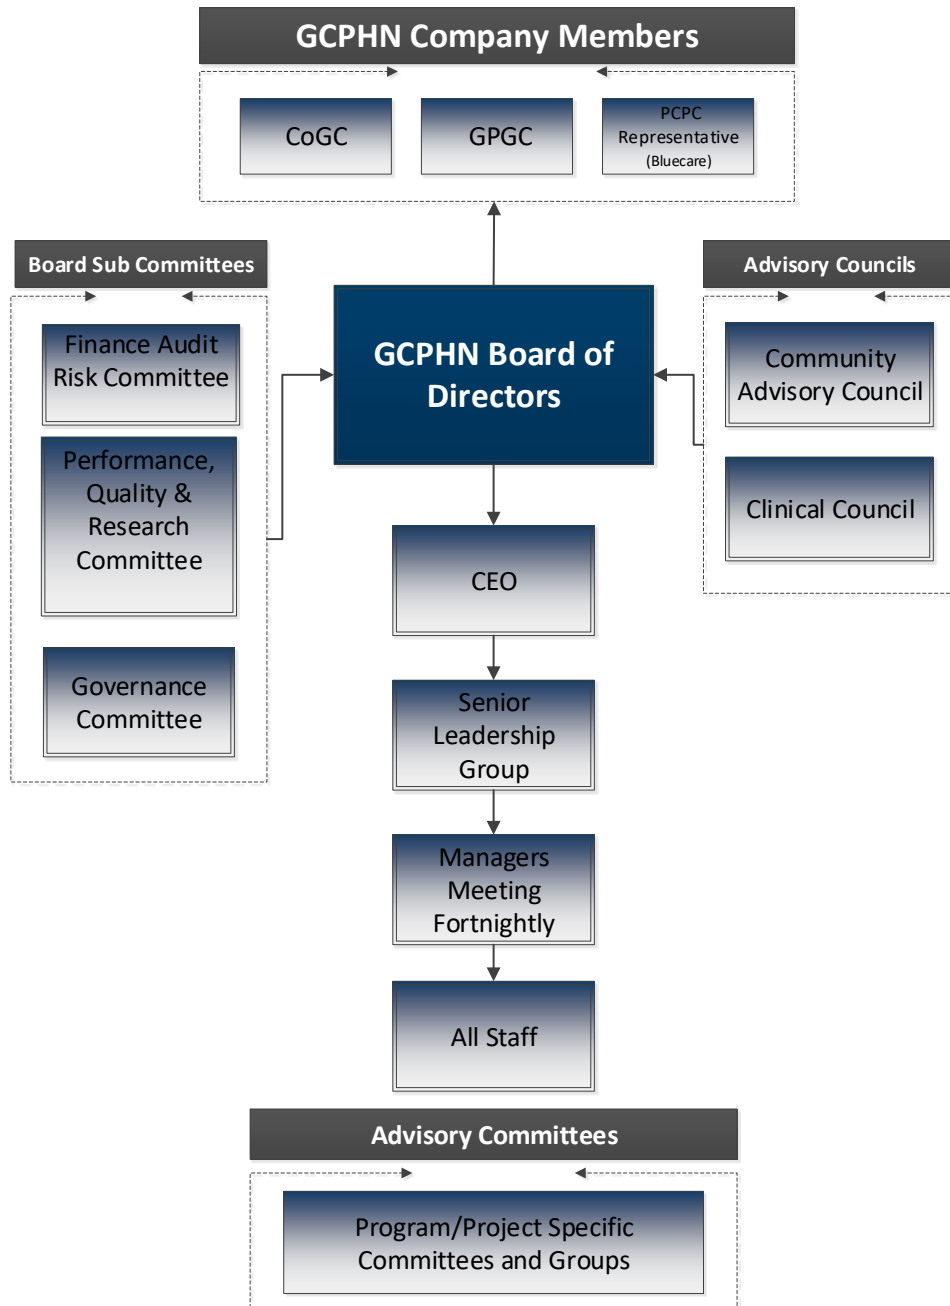 GCPHN Company Members
CoGC
GPGC
PCPC
Representative
(Bluecare)
Board Sub Committees
Finance Audit
Risk Committee
Performance,
Quality &
Research
Committee
Governance
Committee
GCPHN Board of
Directors
Advisory Councils
Community
Advisory Council
Clinical Council
CEO
Senior
Leadership
Group
Managers
Meeting
Fortnightly
All Staff
Advisory Committees
Program/Project Specific
Committees and Groups